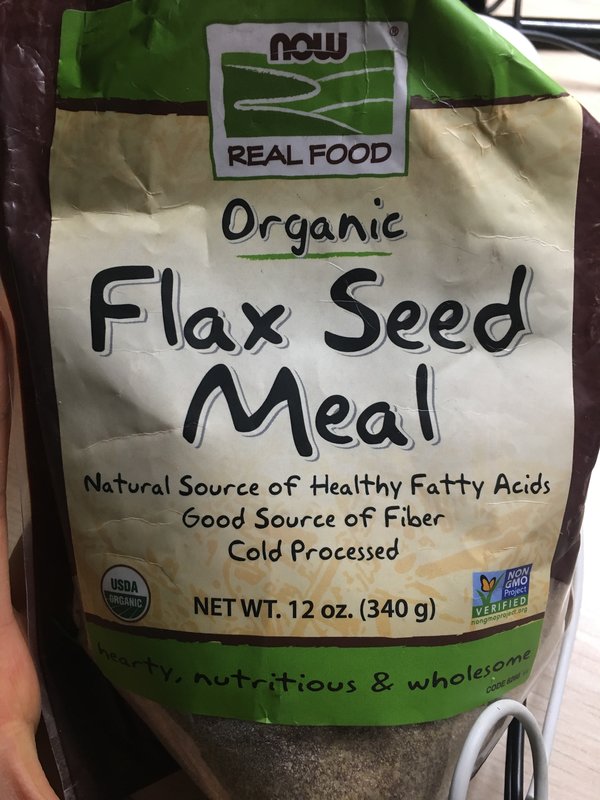 now®
REAL FOOD
Organic
Flax Seed
Meal
Natural Source of Healthy Fatty Acids
Good Source of Fiber
Cold Processed
USDA
ORGANIC
NET WT. 12 oz. (340 g)
NON
GMO
Project
VERIFIED
nongmoproject.org
hearty, nutritious & wholesome
CODE